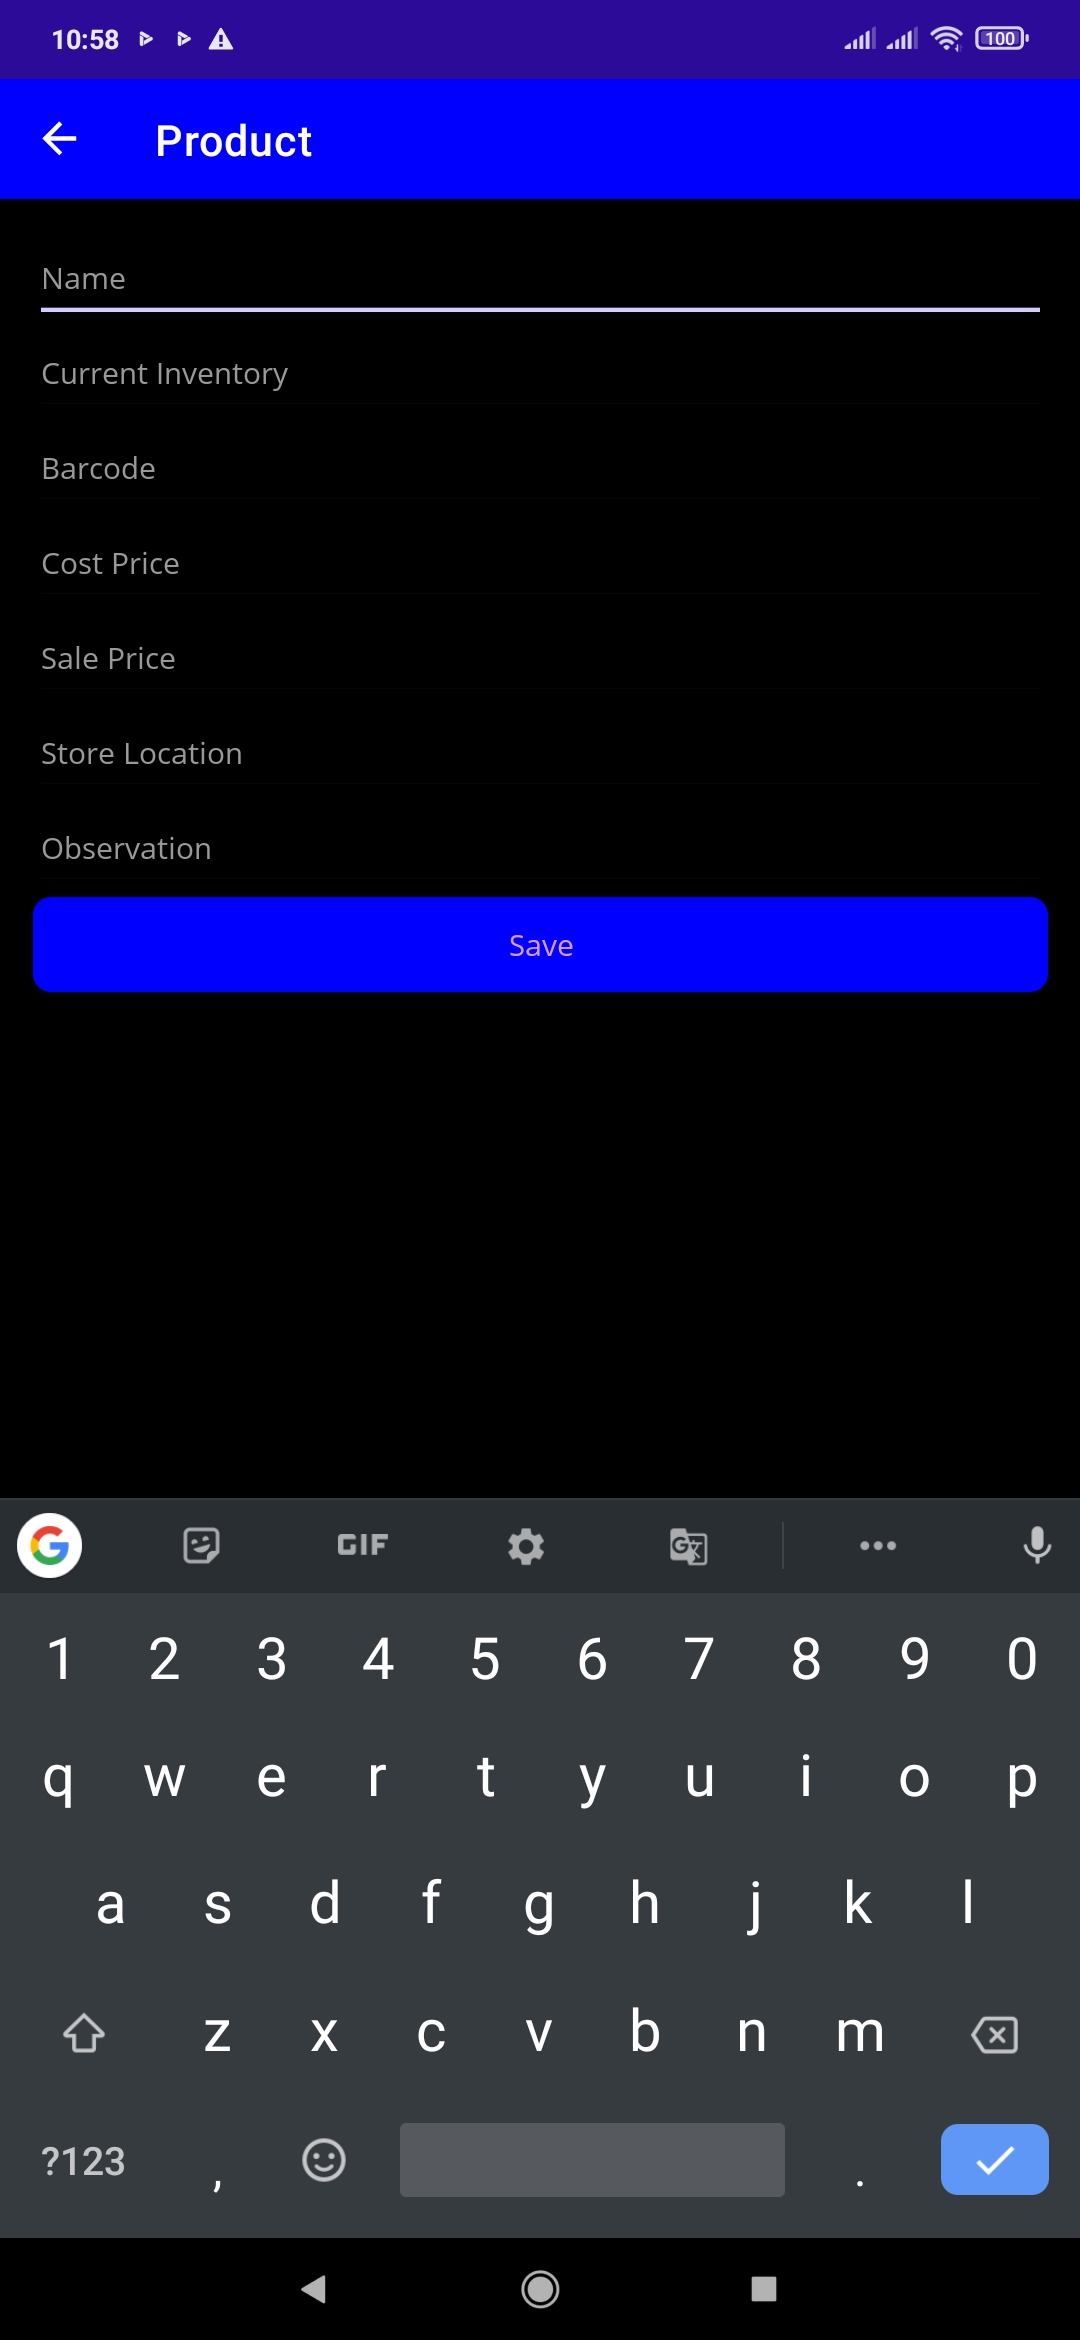 10:58 100
Product
Name
Current Inventory
Barcode
Cost Price
Sale Price
Store Location
Observation
Save
G GIF G
1 2 3 4 5 6 7 8 9 0
q w e r t y u i o p
a s d f g h j k l
z x c v b n m
?123 , .